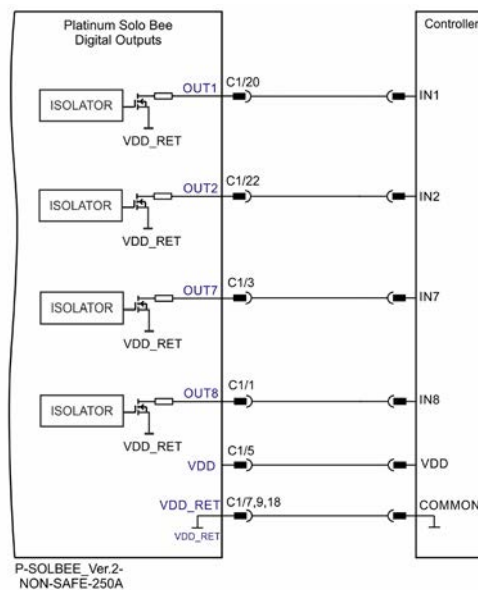 Platinum Solo Bee
Digital Outputs
Controller
ISOLATOR
OUT1
C1/20
IN1
VDD_RET
ISOLATOR
OUT2
C1/22
IN2
VDD_RET
ISOLATOR
OUT7
C1/3
IN7
VDD_RET
ISOLATOR
OUT8
C1/1
IN8
VDD_RET
VDD
C1/5
VDD
VDD_RET
C1/7,9,18
COMMON
VDD_RET
P-SOLBEE_Ver.2-
NON-SAFE-250A